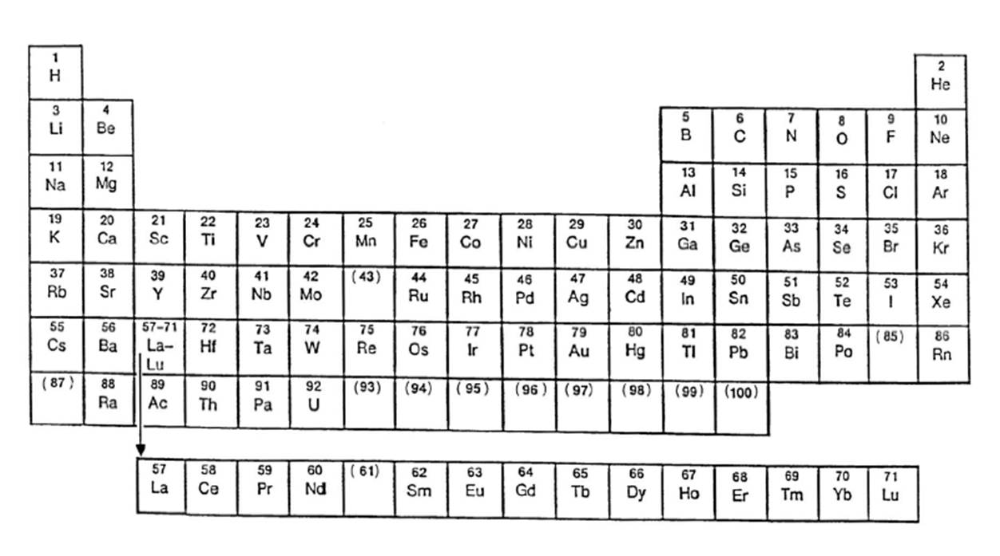 1 2
H He
3 4 5 6 7 8 9 10
Li Be B C N O F Ne
11 12 13 14 15 16 17 18
Na Mg Al Si P S Cl Ar
19 20 21 22 23 24 25 26 27 28 29 30 31 32 33 34 35 36
K Ca Sc Ti V Cr Mn Fe Co Ni Cu Zn Ga Ge As Se Br Kr
37 38 39 40 41 42 (43) 44 45 46 47 48 49 50 51 52 53 54
Rb Sr Y Zr Nb Mo Ru Rh Pd Ag Cd In Sn Sb Te I Xe
55 56 57-71 72 73 74 75 76 77 78 79 80 81 82 83 84 (85) 86
Cs Ba La- Hf Ta W Re Os Ir Pt Au Hg Tl Pb Bi Po Rn
Lu
(87) 88 89 90 91 92 (93) (94) (95) (96) (97) (98) (99) (100)
Ra Ac Th Pa U
57 58 59 60 (61) 62 63 64 65 66 67 68 69 70 71
La Ce Pr Nd Sm Eu Gd Tb Dy Ho Er Tm Yb Lu